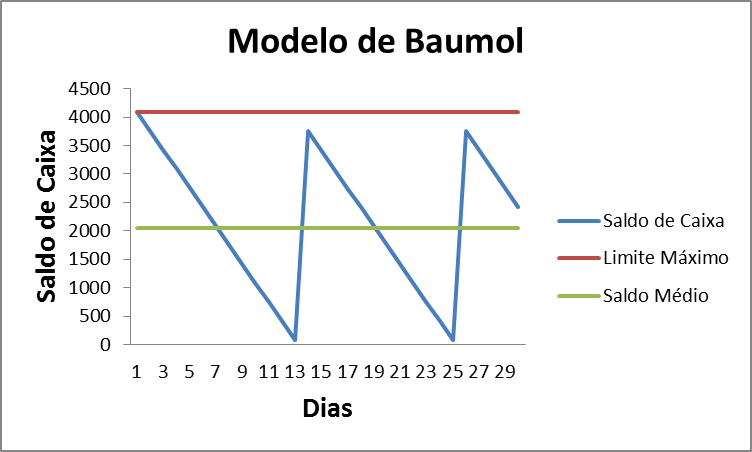 Modelo de Baumol
4500
4000
3500
3000
2500
2000
1500
1000
500
0
Saldo de Caixa
1 3 5 7 9 11 13 15 17 19 21 23 25 27 29
Dias
Saldo de Caixa
Limite Máximo
Saldo Médio